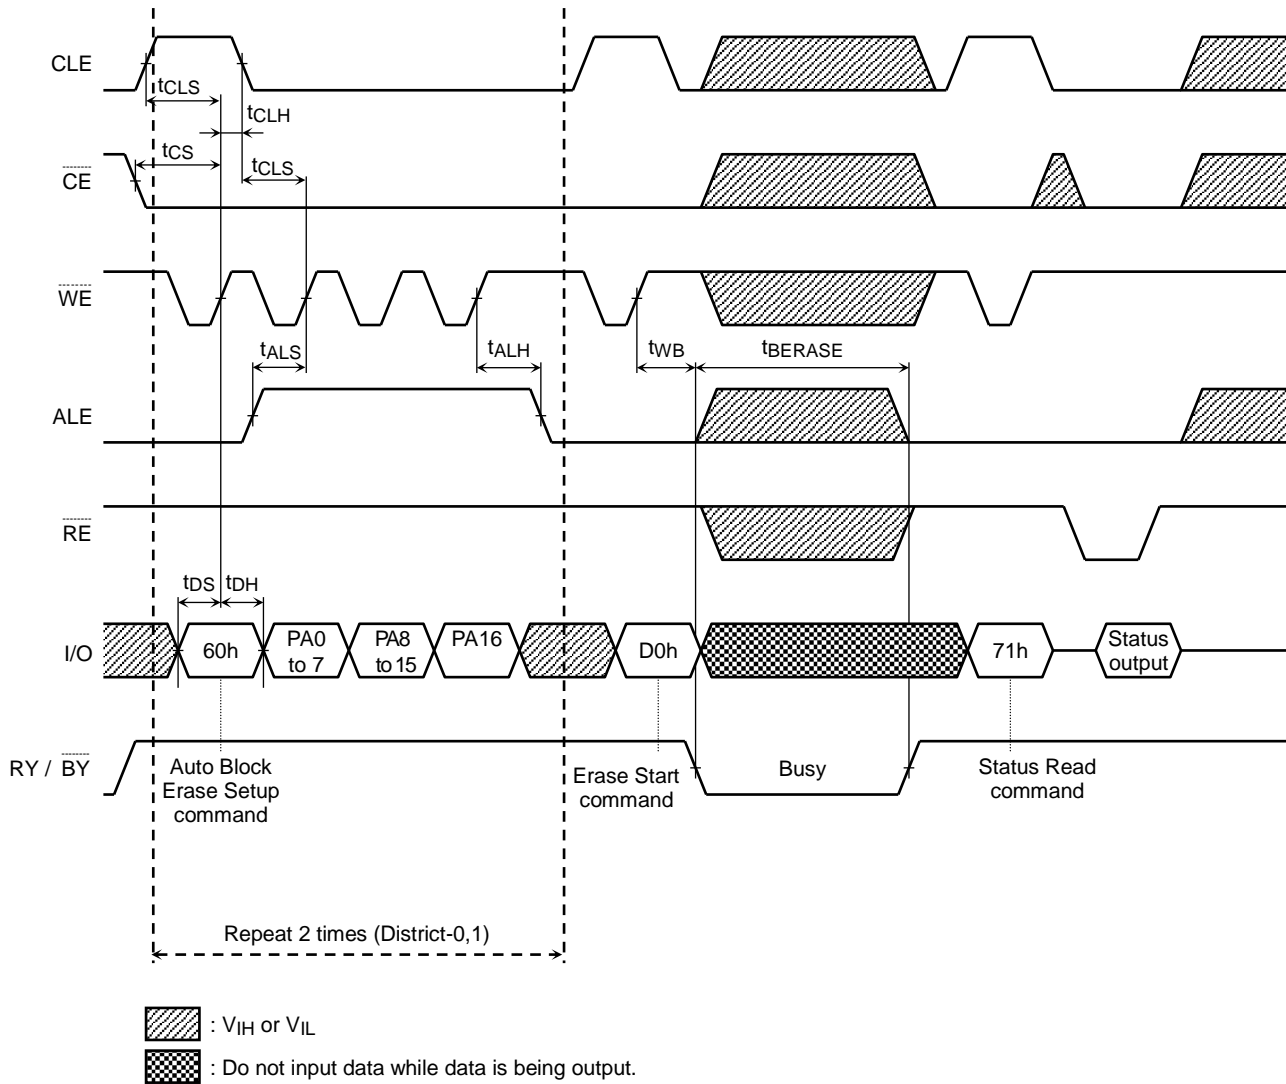 CLE
tCLS
tCLH
tCS
CE
tCLS
WE
tALS
tALH
tWB
tBERASE
ALE
RE
tDS
tDH
I/O
60h
PA0
to 7
PA8
to 15
PA16
D0h
71h
Status
output
RY / BY
Auto Block
Erase Setup
command
Erase Start
command
Busy
Status Read
command
Repeat 2 times (District-0,1)
: VIH or VIL
: Do not input data while data is being output.